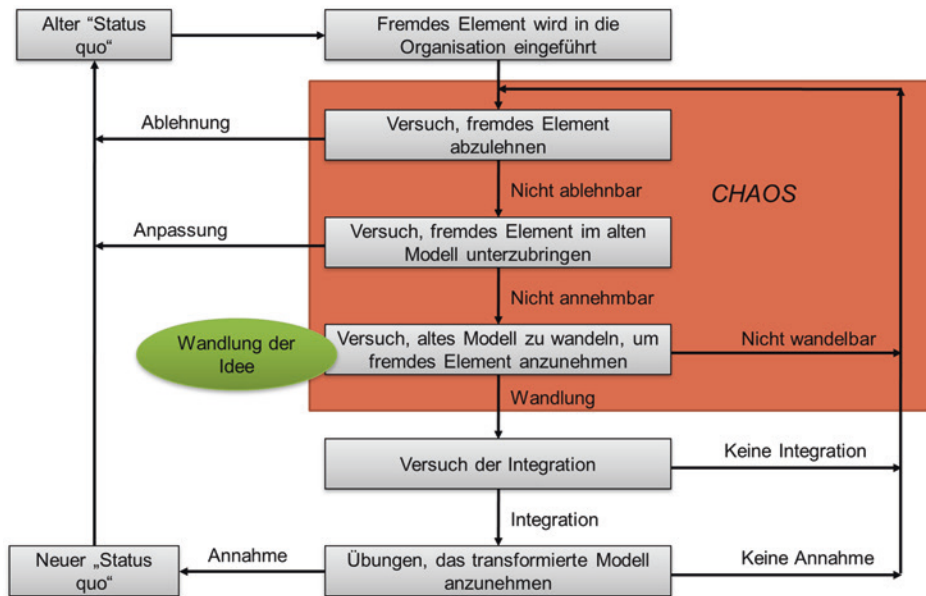 Alter “Status
quo“
Fremdes Element wird in die
Organisation eingeführt
Ablehnung
Versuch, fremdes Element
abzulehnen
Nicht ablehnbar
CHAOS
Anpassung
Versuch, fremdes Element im alten
Modell unterzubringen
Nicht annehmbar
Wandlung der
Idee
Versuch, altes Modell zu wandeln, um
fremdes Element anzunehmen
Nicht wandelbar
Wandlung
Versuch der Integration
Keine Integration
Integration
Neuer „Status
quo“
Annahme
Übungen, das transformierte Modell
anzunehmen
Keine Annahme